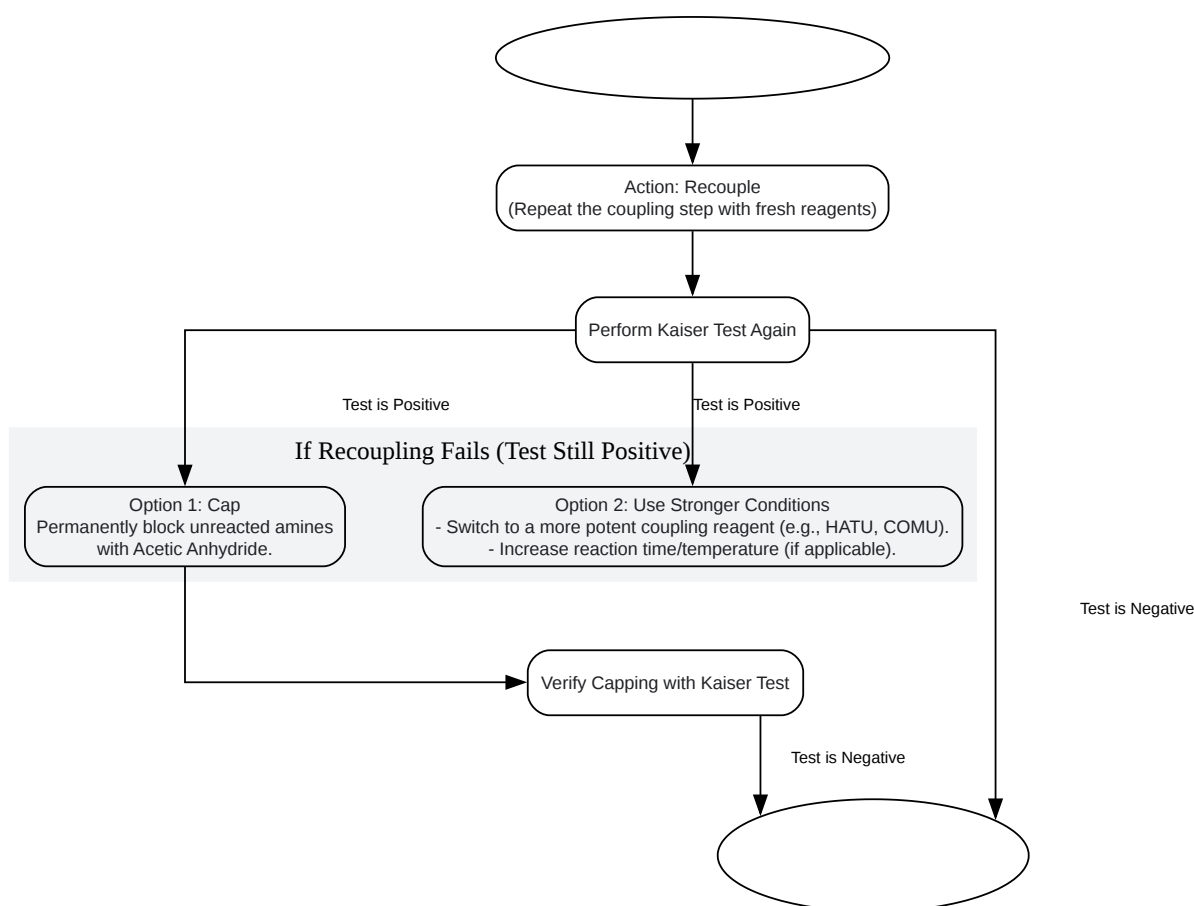 Action: Recouple
(Repeat the coupling step with fresh reagents)
Perform Kaiser Test Again
Test is Positive
Test is Positive
If Recoupling Fails (Test Still Positive)
Option 1: Cap
Permanently block unreacted amines
with Acetic Anhydride.
Option 2: Use Stronger Conditions
- Switch to a more potent coupling reagent (e.g., HATU, COMU).
- Increase reaction time/temperature (if applicable).
Test is Negative
Verify Capping with Kaiser Test
Test is Negative